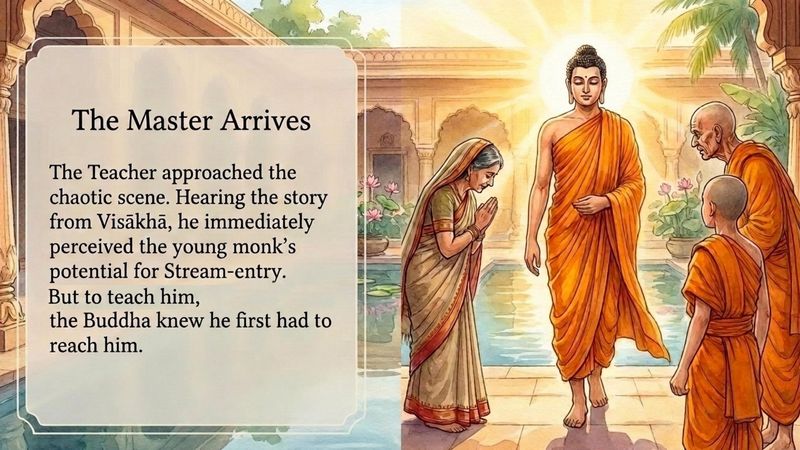 The Master Arrives
The Teacher approached the
chaotic scene. Hearing the story
from Visākhā, he immediately
perceived the young monk’s
potential for Stream-entry.
But to teach him,
the Buddha knew he first had to
reach him.